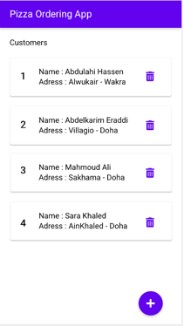 Pizza Ordering App
Customers
1
Name : Abdulahi Hassen
Adress : Alwukair - Wakra
2
Name : Abdelkarim Eraddi
Adress : Villagio - Doha
3
Name : Mahmoud Ali
Adress : Sakhama - Doha
4
Name : Sara Khaled
Adress : AinKhaled - Doha
+